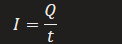 I = Q/t